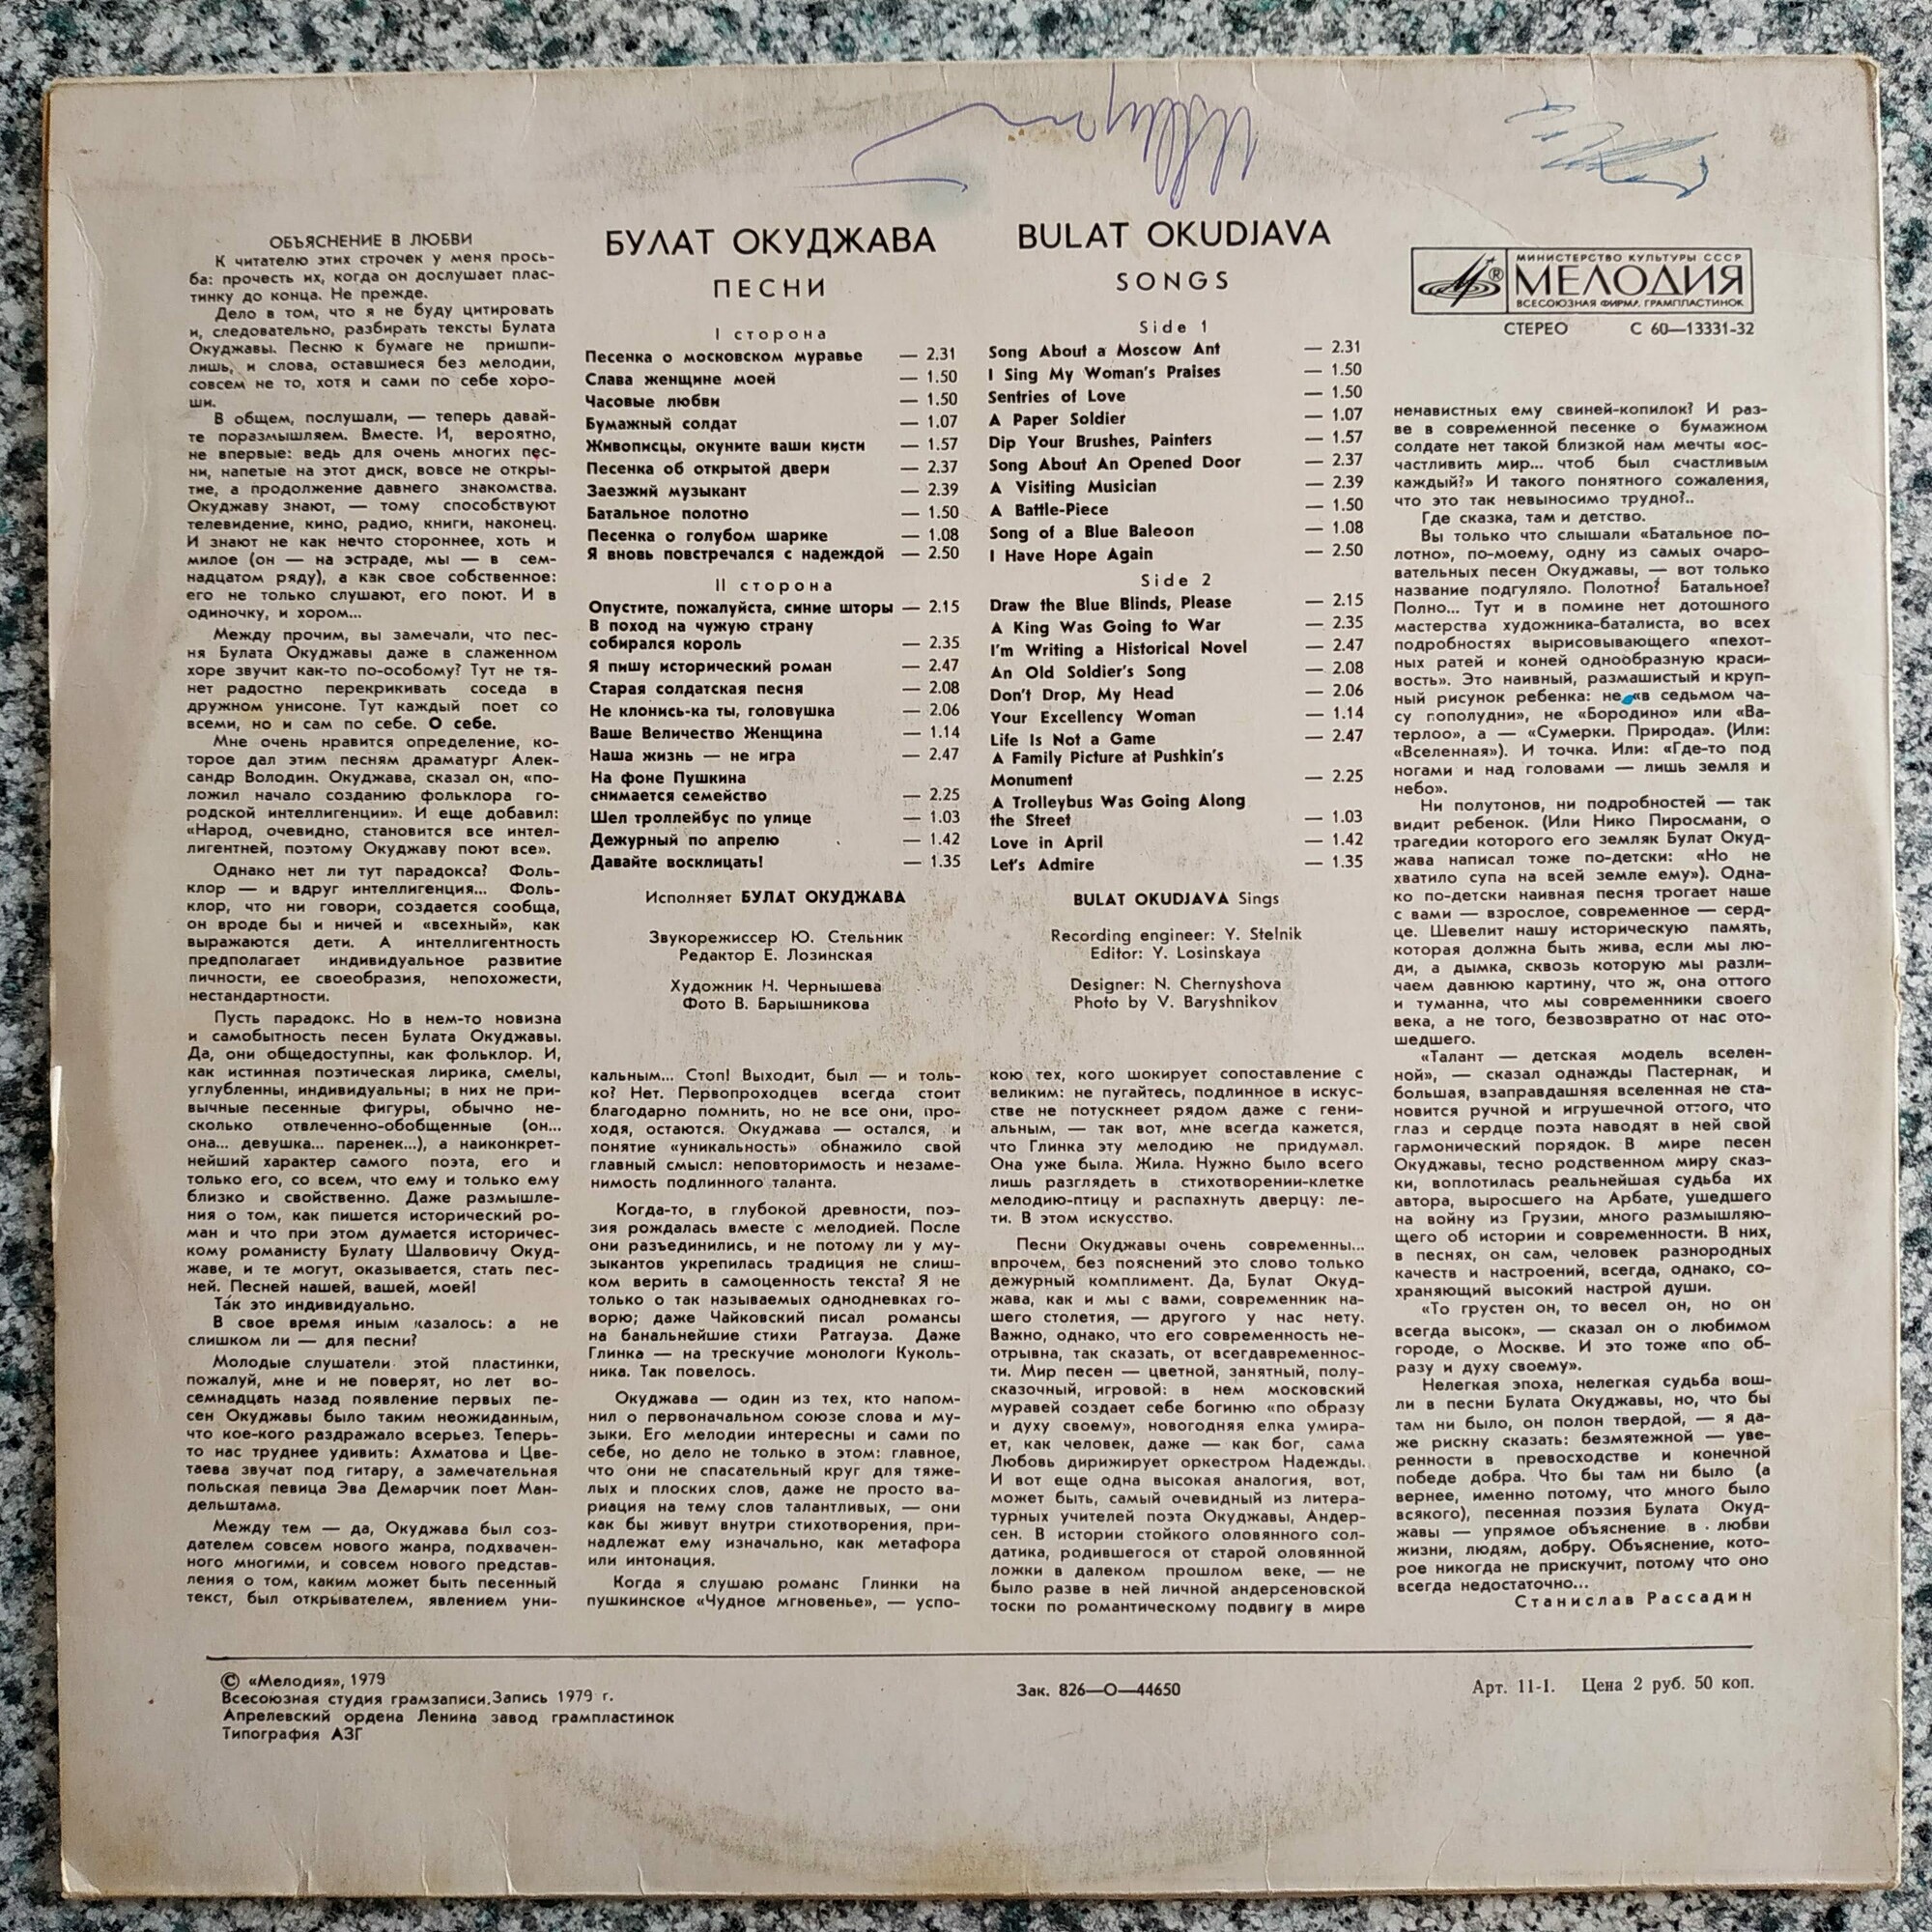 ОБЪЯСНЕНИЕ В ЛЮБВИ
К читателю этих строчек у меня прось-
ба: прочесть их, когда он дослушает плас-
тинку до конца. Не прежде.
Дело в том, что я не буду цитировать
и, следовательно, разбирать тексты Булата
Окуджавы. Песню к бумаге не пришпи-
лишь, и слова, оставшиеся без мелодии,
совсем не то, хотя и сами по себе хоро-
ши.
В общем, послушали, — теперь давай-
те поразмышляем. Вместе. И, вероятно,
не впервые: ведь для очень многих пес-
ни, напетые на этот диск, вовсе не откры-
тие, а продолжение давнего знакомства.
Окуджаву знают, — тому способствуют
телевидение, кино, радио, книги, наконец.
И знают не как нечто стороннее, хоть и
милое (он — на эстраде, мы — в сем-
надцатом ряду), а как свое собственное:
его не только слушают, его поют. И в
одиночку, и хором...
Между прочим, вы замечали, что пес-
ня Булата Окуджавы даже в слаженном
хоре звучит как-то по-особому? Тут не тя-
нет радостно перекрикивать соседа в
дружном унисоне. Тут каждый поет со
всеми, но и сам по себе. О себе.
Мне очень нравится определение, ко-
торое дал этим песням драматург Алек-
сандр Володин. Окуджава, сказал он, «по-
ложил начало созданию фольклора го-
родской интеллигенции». И еще добавил:
«Народ, очевидно, становится все интел-
лигентней, поэтому Окуджаву поют все».
Однако нет ли тут парадокса? Фоль-
клор — и вдруг интеллигенция... Фоль-
клор, что ни говори, создается сообща,
он вроде бы и ничей и «всехный», как
выражаются дети. А интеллигентность
предполагает индивидуальное развитие
личности, ее своеобразия, непохожести,
нестандартности.
Пусть парадокс. Но в нем-то новизна
и самобытность песен Булата Окуджавы.
Да, они общедоступны, как фольклор. И,
как истинная поэтическая лирика, смелы,
углубленны, индивидуальны; в них не при-
вычные песенные фигуры, обычно не-
сколько отвлеченно-обобщенные (он...
она... девушка... паренек...), а наиконкрет-
нейший характер самого поэта, его и
только его, со всем, что ему и только ему
близко и свойственно. Даже размышле-
ния о том, как пишется исторический ро-
ман и что при этом думается историчес-
кому романисту Булату Шалвовичу Окуд-
жаве, и те могут, оказывается, стать пес-
ней. Песней нашей, вашей, моей!
Так это индивидуально.
В свое время иным казалось: а не
слишком ли — для песни?
Молодые слушатели этой пластинки,
пожалуй, мне и не поверят, но лет во-
семнадцать назад появление первых пе-
сен Окуджавы было таким неожиданным,
что кое-кого раздражало всерьез. Теперь-
то нас труднее удивить: Ахматова и Цве-
таева звучат под гитару, а замечательная
польская певица Эва Демарчик поет Ман-
дельштама.
Между тем — да, Окуджава был соз-
дателем совсем нового жанра, подхвачен-
ного многими, и совсем нового представ-
ления о том, каким может быть песенный
текст, был открывателем, явлением уни-
БУЛАТ ОКУДЖАВА
ПЕСНИ
I сторона
Песенка о московском муравье — 2.31
Слава женщине моей — 1.50
Часовые любви — 1.50
Бумажный солдат — 1.07
Живописцы, окуните ваши кисти — 1.57
Песенка об открытой двери — 2.37
Заезжий музыкант — 2.39
Батальное полотно — 1.50
Песенка о голубом шарике — 1.08
Я вновь повстречался с надеждой — 2.50
II сторона
Опустите, пожалуйста, синие шторы — 2.15
В поход на чужую страну
собирался король — 2.35
Я пишу исторический роман — 2.47
Старая солдатская песня — 2.08
Не клонись-ка ты, головушка — 2.06
Ваше Величество Женщина — 1.14
Наша жизнь — не игра — 2.47
На фоне Пушкина
снимается семейство — 2.25
Шел троллейбус по улице — 1.03
Дежурный по апрелю — 1.42
Давайте восклицать! — 1.35
Исполняет БУЛАТ ОКУДЖАВА
Звукорежиссер Ю. Стельник
Редактор Е. Лозинская
Художник Н. Чернышева
Фото В. Барышникова
BULAT OKUDJAVA
SONGS
Side 1
Song About a Moscow Ant — 2.31
I Sing My Woman's Praises — 1.50
Sentries of Love — 1.50
A Paper Soldier — 1.07
Dip Your Brushes, Painters — 1.57
Song About An Opened Door — 2.37
A Visiting Musician — 2.39
A Battle-Piece — 1.50
Song of a Blue Baleoon — 1.08
I Have Hope Again — 2.50
Side 2
Draw the Blue Blinds, Please — 2.15
A King Was Going to War — 2.35
I'm Writing a Historical Novel — 2.47
An Old Soldier's Song — 2.08
Don't Drop, My Head — 2.06
Your Excellency Woman — 1.14
Life Is Not a Game — 2.47
A Family Picture at Pushkin's
Monument — 2.25
A Trolleybus Was Going Along
the Street — 1.03
Love in April — 1.42
Let's Admire — 1.35
BULAT OKUDJAVA Sings
Recording engineer: Y. Stelnik
Editor: Y. Losinskaya
Designer: N. Chernyshova
Photo by V. Baryshnikov
кальным... Стоп! Выходит, был — и толь-
ко? Нет. Первопроходцев всегда стоит
благодарно помнить, но не все они, про-
ходя, остаются. Окуджава — остался, и
понятие «уникальность» обнажило свой
главный смысл: неповторимость и незаме-
нимость подлинного таланта.
Когда-то, в глубокой древности, поэ-
зия рождалась вместе с мелодией. После
они разъединились, и не потому ли у му-
зыкантов укрепилась традиция не слиш-
ком верить в самоценность текста? Я не
только о так называемых однодневках го-
ворю; даже Чайковский писал романсы
на банальнейшие стихи Ратгауза. Даже
Глинка — на трескучие монологи Куколь-
ника. Так повелось.
Окуджава — один из тех, кто напом-
нил о первоначальном союзе слова и му-
зыки. Его мелодии интересны и сами по
себе, но дело не только в этом: главное,
что они не спасательный круг для тяже-
лых и плоских слов, даже не просто ва-
риация на тему слов талантливых, — они
как бы живут внутри стихотворения, при-
надлежат ему изначально, как метафора
или интонация.
Когда я слушаю романс Глинки на
пушкинское «Чудное мгновенье», — успо-
кою тех, кого шокирует сопоставление с
великим: не пугайтесь, подлинное в искус-
стве не потускнеет рядом даже с гени-
альным, — так вот, мне всегда кажется,
что Глинка эту мелодию не придумал.
Она уже была. Жила. Нужно было всего
лишь разглядеть в стихотворении-клетке
мелодию-птицу и распахнуть дверцу: ле-
ти. В этом искусство.
Песни Окуджавы очень современны...
впрочем, без пояснений это слово только
дежурный комплимент. Да, Булат Окуд-
жава, как и мы с вами, современник на-
шего столетия, — другого у нас нету.
Важно, однако, что его современность не-
отрывна, так сказать, от всегдавременнос-
ти. Мир песен — цветной, занятный, полу-
сказочный, игровой: в нем московский
муравей создает себе богиню «по образу
и духу своему», новогодняя елка умира-
ет, как человек, даже — как бог, сама
Любовь дирижирует оркестром Надежды.
И вот еще одна высокая аналогия, вот,
может быть, самый очевидный из литера-
турных учителей поэта Окуджавы, Андер-
сен. В истории стойкого оловянного сол-
датика, родившегося от старой оловянной
ложки в далеком прошлом веке, — не
было разве в ней личной андерсеновской
тоски по романтическому подвигу в мире
МИНИСТЕРСТВО КУЛЬТУРЫ СССР
МЕЛОДИЯ
ВСЕСОЮЗНАЯ ФИРМА ГРАМПЛАСТИНОК
СТЕРЕО С 60—13331-32
ненавистных ему свиней-копилок? И раз-
ве в современной песенке о бумажном
солдате нет такой близкой нам мечты «ос-
частливить мир... чтоб был счастливым
каждый?» И такого понятного сожаления,
что это так невыносимо трудно?..
Где сказка, там и детство.
Вы только что слышали «Батальное по-
лотно», по-моему, одну из самых очаро-
вательных песен Окуджавы, — вот только
название подгуляло. Полотно? Батальное?
Полно... Тут и в помине нет дотошного
мастерства художника-баталиста, во всех
подробностях вырисовывающего «пехот-
ных ратей и коней однообразную краси-
вость». Это наивный, размашистый и круп-
ный рисунок ребенка: не «в седьмом ча-
су пополудни», не «Бородино» или «Ва-
терлоо», а — «Сумерки. Природа». (Или:
«Вселенная»). И точка. Или: «Где-то под
ногами и над головами — лишь земля и
небо».
Ни полутонов, ни подробностей — так
видит ребенок. (Или Нико Пиросмани, о
трагедии которого его земляк Булат Окуд-
жава написал тоже по-детски: «Но не
хватило супа на всей земле ему»). Одна-
ко по-детски наивная песня трогает наше
с вами — взрослое, современное — серд-
це. Шевелит нашу историческую память,
которая должна быть жива, если мы лю-
ди, а дымка, сквозь которую мы разли-
чаем давнюю картину, что ж, она оттого
и туманна, что мы современники своего
века, а не того, безвозвратно от нас ото-
шедшего.
«Талант — детская модель вселен-
ной», — сказал однажды Пастернак, и
большая, взаправдашняя вселенная не ста-
новится ручной и игрушечной оттого, что
глаз и сердце поэта наводят в ней свой
гармонический порядок. В мире песен
Окуджавы, тесно родственном миру сказ-
ки, воплотилась реальнейшая судьба их
автора, выросшего на Арбате, ушедшего
на войну из Грузии, много размышляю-
щего об истории и современности. В них,
в песнях, он сам, человек разнородных
качеств и настроений, всегда, однако, со-
храняющий высокий настрой души.
«То грустен он, то весел он, но он
всегда высок», — сказал он о любимом
городе, о Москве. И это тоже «по об-
разу и духу своему».
Нелегкая эпоха, нелегкая судьба вош-
ли в песни Булата Окуджавы, но, что бы
там ни было, он полон твердой, — я да-
же рискну сказать: безмятежной — уве-
ренности в превосходстве и конечной
победе добра. Что бы там ни было (а
вернее, именно потому, что много было
всякого), песенная поэзия Булата Окуд-
жавы — упрямое объяснение в любви
жизни, людям, добру. Объяснение, кото-
рое никогда не прискучит, потому что оно
всегда недостаточно...
Станислав Рассадин
© «Мелодия», 1979
Всесоюзная студия грамзаписи. Запись 1979 г.
Апрелевский ордена Ленина завод грампластинок
Типография АЗГ
Зак. 826—О—44650
Арт. 11-1. Цена 2 руб. 50 коп.